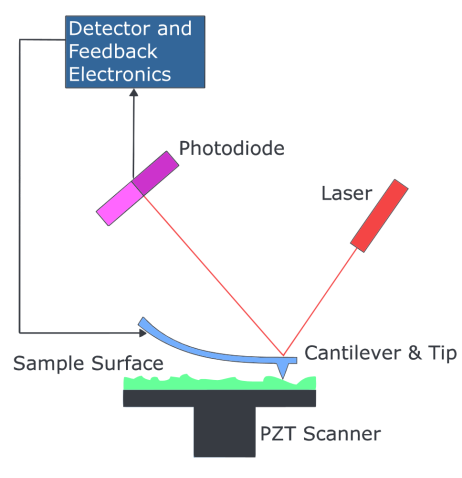 Detector and
Feedback
Electronics
Photodiode
Laser
Cantilever & Tip
Sample Surface
PZT Scanner